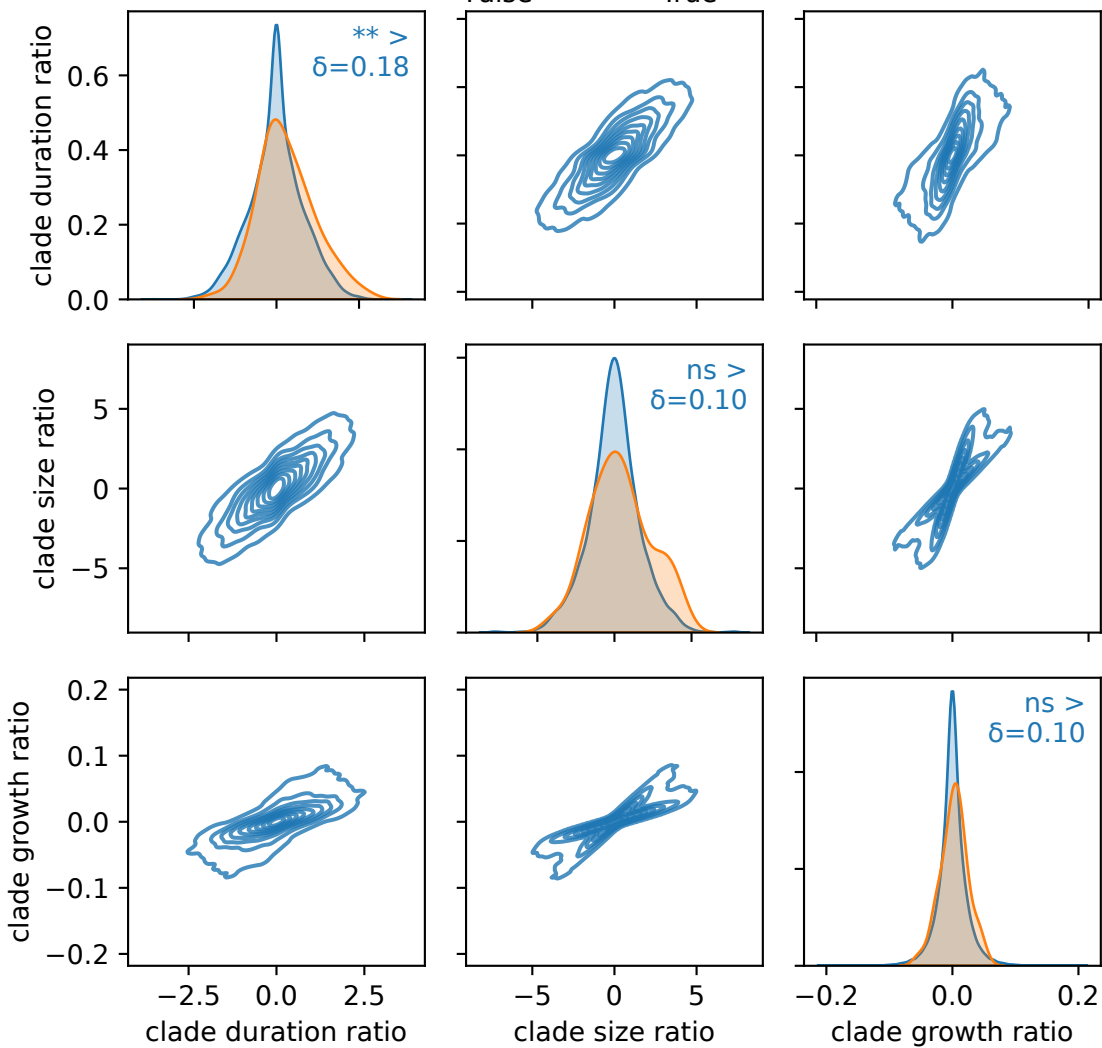 True
** >
δ=0.18
clade duration ratio
0.6
0.4
0.2
0.0
ns >
δ=0.10
clade size ratio
5
0
−5
ns >
δ=0.10
clade growth ratio
0.2
0.1
0.0
−0.1
−0.2
−2.5 0.0 2.5 −5 0 5 −0.2 0.0 0.2
clade duration ratio clade size ratio clade growth ratio